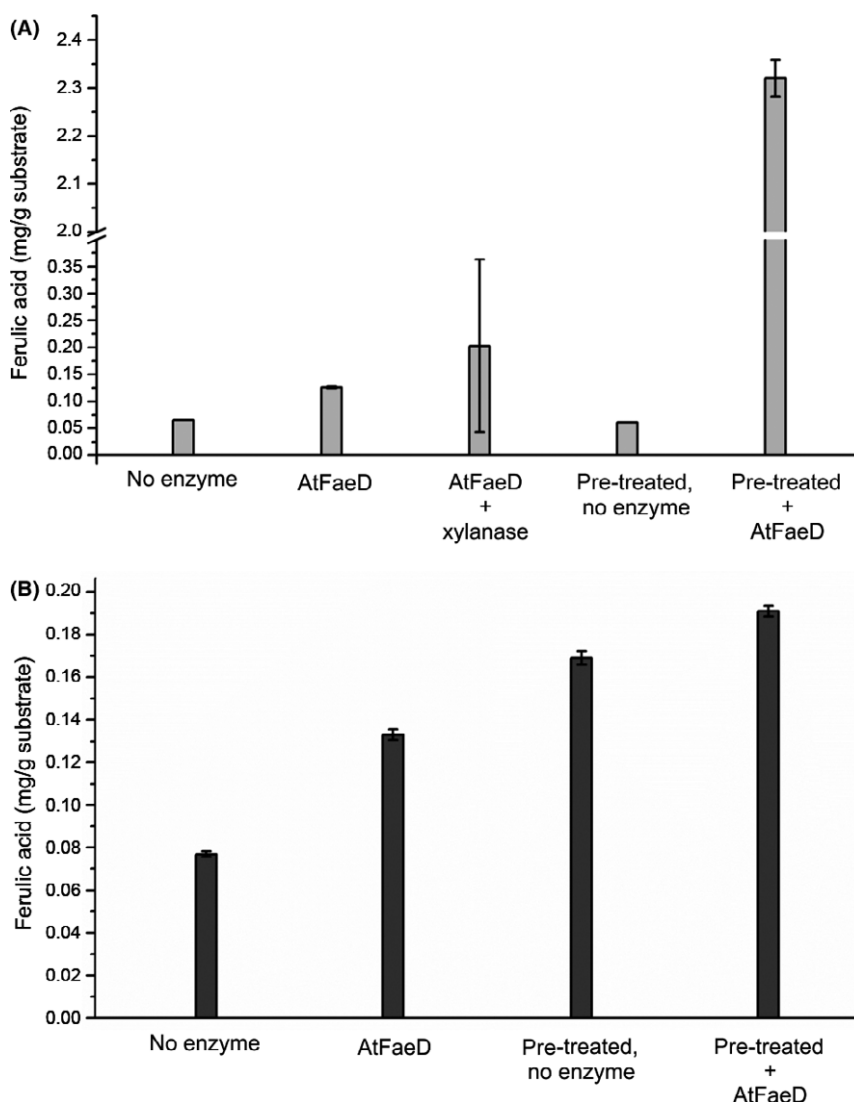 (A)
Ferulic acid (mg/g substrate)
2.4
2.3
2.2
2.1
2.0
0.35
0.30
0.25
0.20
0.15
0.10
0.05
0.00
No enzyme
AtFaeD
AtFaeD
+
xylanase
Pre-treated,
no enzyme
Pre-treated
+
AtFaeD
(B)
Ferulic acid (mg/g substrate)
0.20
0.18
0.16
0.14
0.12
0.10
0.08
0.06
0.04
0.02
0.00
No enzyme
AtFaeD
Pre-treated,
no enzyme
Pre-treated
+
AtFaeD